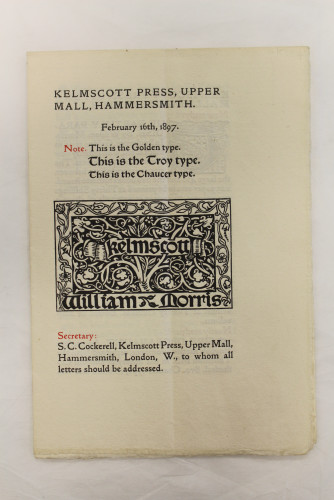 KELMSCOTT PRESS, UPPER
MALL, HAMMERSMITH.
February 16th, 1897.
Note. This is the Golden type.
This is the Troy type.
This is the Chaucer type.
Kelmscott
William Morris
Secretary:
S. C. Cockerell, Kelmscott Press, Upper Mall,
Hammersmith, London, W., to whom all
letters should be addressed.